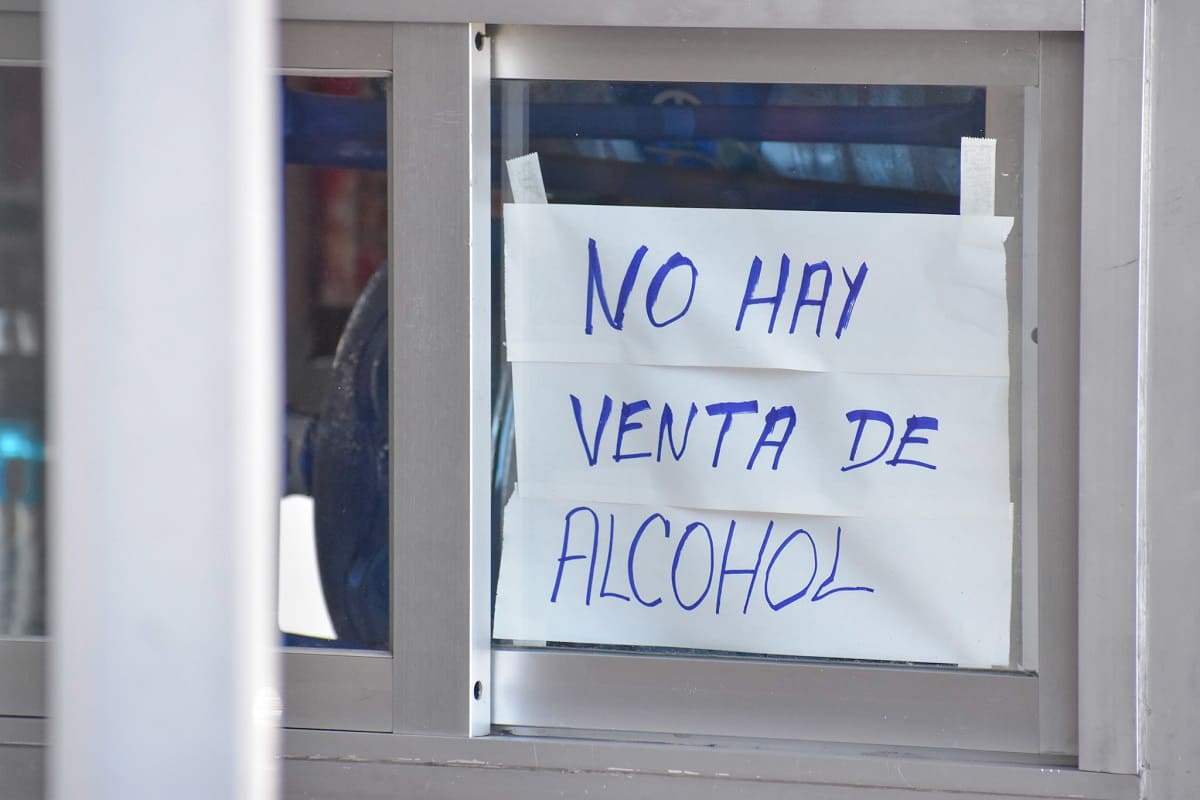 NO HAY
VENTA DE
ALCOHOL